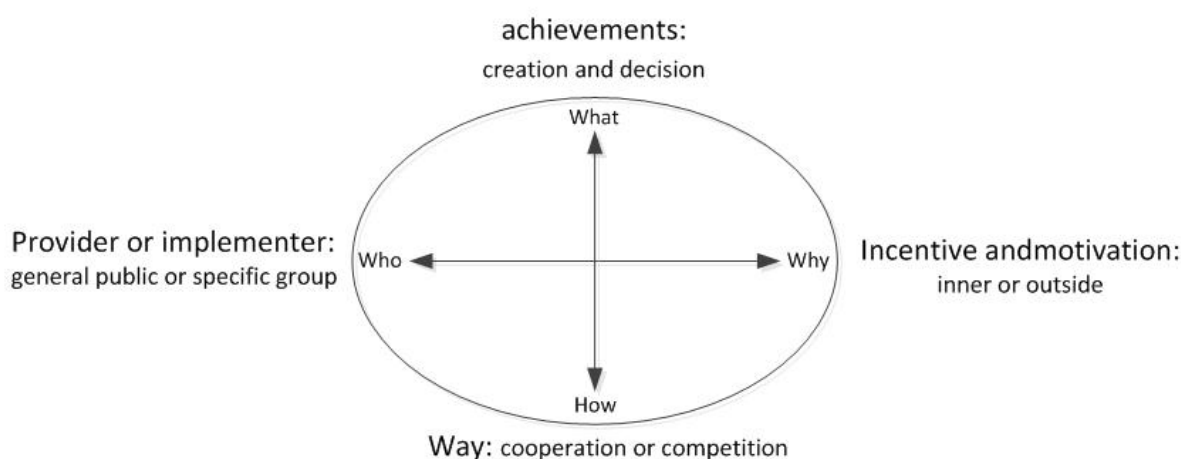 achievements:
creation and decision
What
Provider or implementer:
general public or specific group
Who
Why
Incentive andmotivation:
inner or outside
How
Way: cooperation or competition